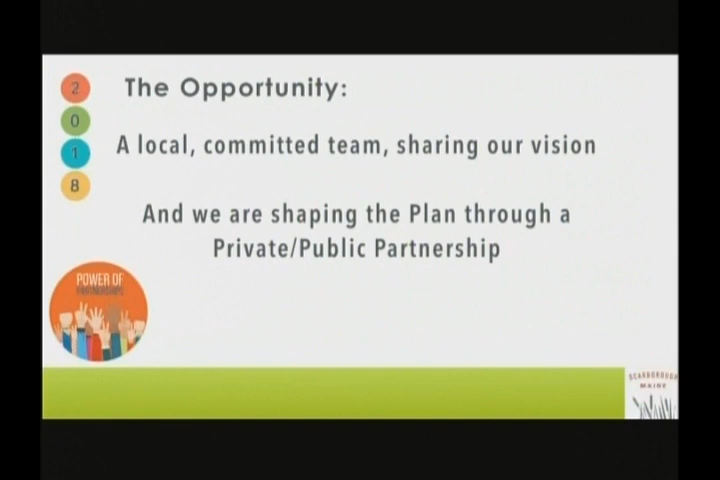 2
0
1
8
The Opportunity:
A local, committed team, sharing our vision
And we are shaping the Plan through a
Private/Public Partnership
POWER OF
PARTNERSHIPS
SCARBOROUGH
MAINE